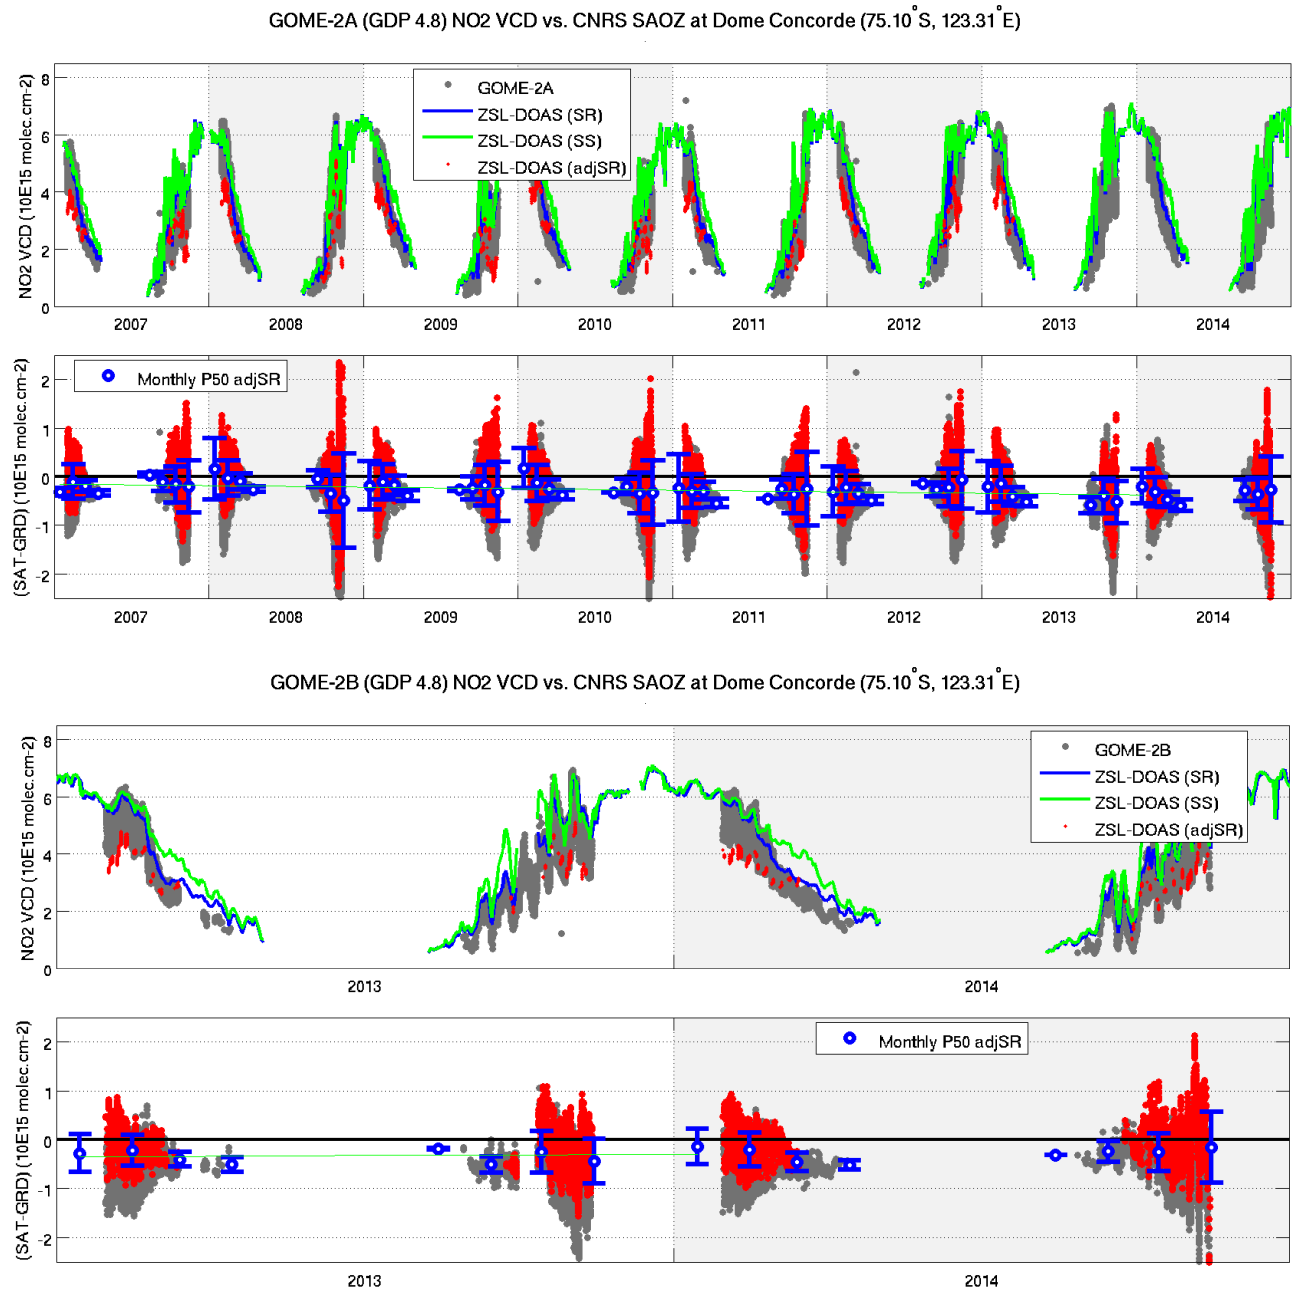 GOME-2A (GDP 4.8) NO2 VCD vs. CNRS SAOZ at Dome Concorde (75.10°S, 123.31°E)
NO2 VCD (10E15 molec.cm-2)
8
6
4
2
0
GOME-2A
ZSL-DOAS (SR)
ZSL-DOAS (SS)
ZSL-DOAS (adjSR)
2007 2008 2009 2010 2011 2012 2013 2014
(SAT-GRD) (10E15 molec.cm-2)
2
1
0
-1
-2
Monthly P50 adjSR
2007 2008 2009 2010 2011 2012 2013 2014
GOME-2B (GDP 4.8) NO2 VCD vs. CNRS SAOZ at Dome Concorde (75.10°S, 123.31°E)
NO2 VCD (10E15 molec.cm-2)
8
6
4
2
0
GOME-2B
ZSL-DOAS (SR)
ZSL-DOAS (SS)
ZSL-DOAS (adjSR)
2013 2014
(SAT-GRD) (10E15 molec.cm-2)
2
1
0
-1
-2
Monthly P50 adjSR
2013 2014